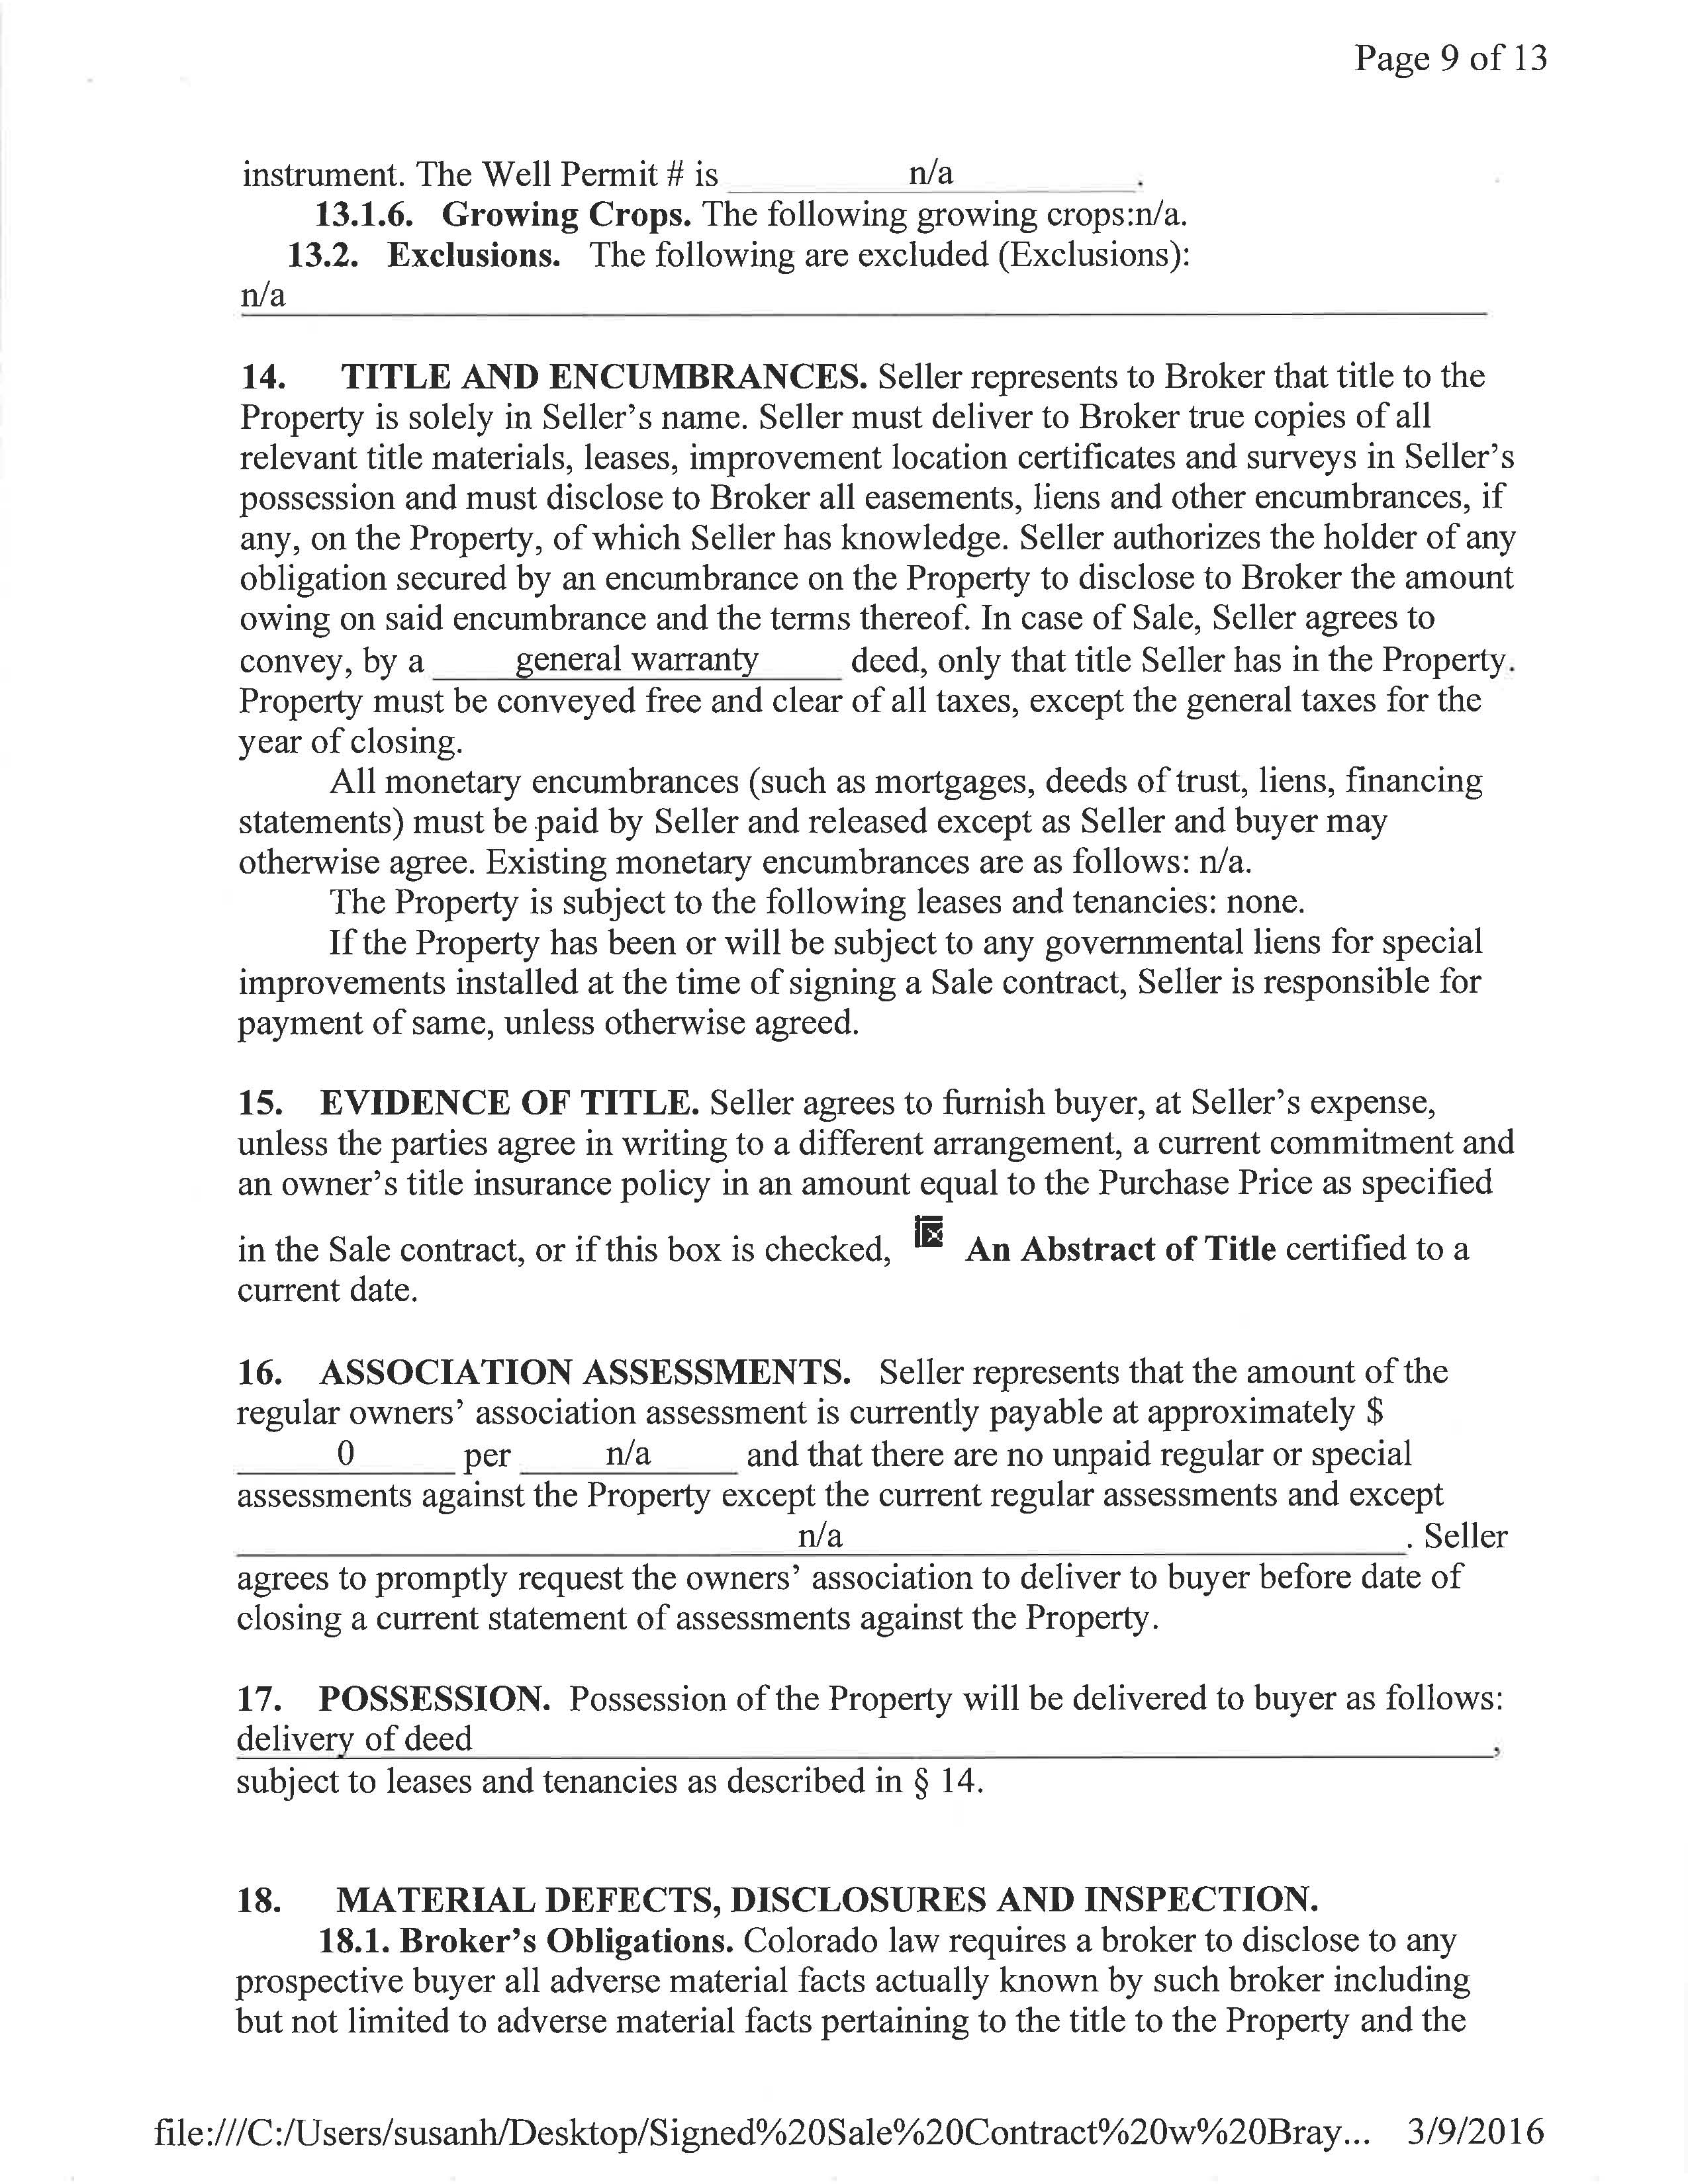 Page 9 of 13
instrument. The Well Permit # is n/a .
13.1.6. Growing Crops. The following growing crops:n/a.
13.2. Exclusions. The following are excluded (Exclusions):
n/a
14. TITLE AND ENCUMBRANCES. Seller represents to Broker that title to the
Property is solely in Seller's name. Seller must deliver to Broker true copies of all
relevant title materials, leases, improvement location certificates and surveys in Seller's
possession and must disclose to Broker all easements, liens and other encumbrances, if
any, on the Property, of which Seller has knowledge. Seller authorizes the holder of any
obligation secured by an encumbrance on the Property to disclose to Broker the amount
owing on said encumbrance and the terms thereof. In case of Sale, Seller agrees to
convey, by a general warranty deed, only that title Seller has in the Property.
Property must be conveyed free and clear of all taxes, except the general taxes for the
year of closing.
All monetary encumbrances (such as mortgages, deeds of trust, liens, financing
statements) must be paid by Seller and released except as Seller and buyer may
otherwise agree. Existing monetary encumbrances are as follows: n/a.
The Property is subject to the following leases and tenancies: none.
If the Property has been or will be subject to any governmental liens for special
improvements installed at the time of signing a Sale contract, Seller is responsible for
payment of same, unless otherwise agreed.
15. EVIDENCE OF TITLE. Seller agrees to furnish buyer, at Seller's expense,
unless the parties agree in writing to a different arrangement, a current commitment and
an owner's title insurance policy in an amount equal to the Purchase Price as specified
in the Sale contract, or if this box is checked, An Abstract of Title certified to a
current date.
16. ASSOCIATION ASSESSMENTS. Seller represents that the amount of the
regular owners' association assessment is currently payable at approximately $
0 per n/a and that there are no unpaid regular or special
assessments against the Property except the current regular assessments and except
n/a . Seller
agrees to promptly request the owners' association to deliver to buyer before date of
closing a current statement of assessments against the Property.
17. POSSESSION. Possession of the Property will be delivered to buyer as follows:
delivery of deed ,
subject to leases and tenancies as described in § 14.
18. MATERIAL DEFECTS, DISCLOSURES AND INSPECTION.
18.1. Broker's Obligations. Colorado law requires a broker to disclose to any
prospective buyer all adverse material facts actually known by such broker including
but not limited to adverse material facts pertaining to the title to the Property and the
file:///C:/Users/susanh/Desktop/Signed%20Sale%20Contract%20w%20Bray... 3/9/2016